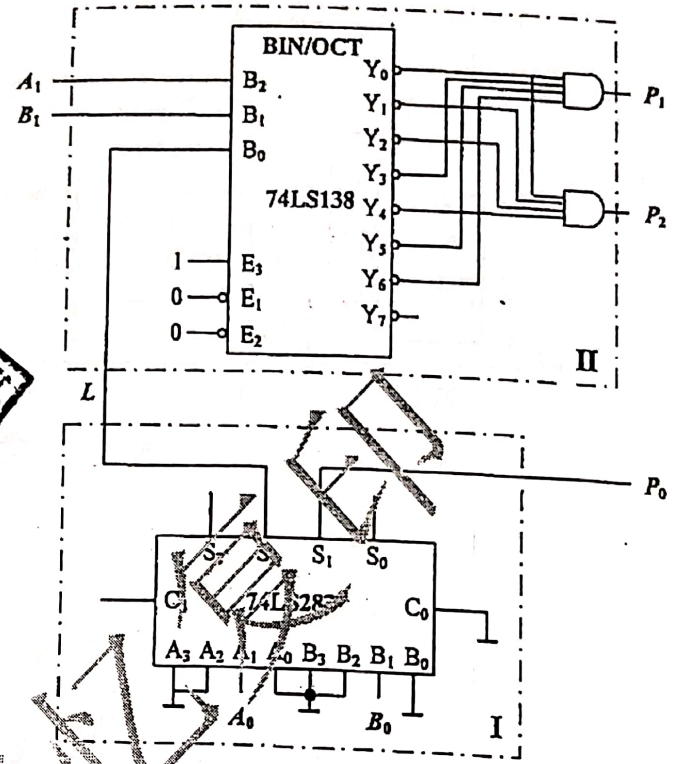 BIN/OCT
A₁ B₂ Y₀ P₁
B₁ B₁ Y₁
B₀ Y₂
Y₃
74LS138 Y₄ P₂
Y₅
1 E₃ Y₆
0 E₁ Y₇
0 E₂ II
L
P₀
S₁ S₀
C₀
A₃ A₂ A₁ A₀ B₃ B₂ B₁ B₀
A₀ B₀ I